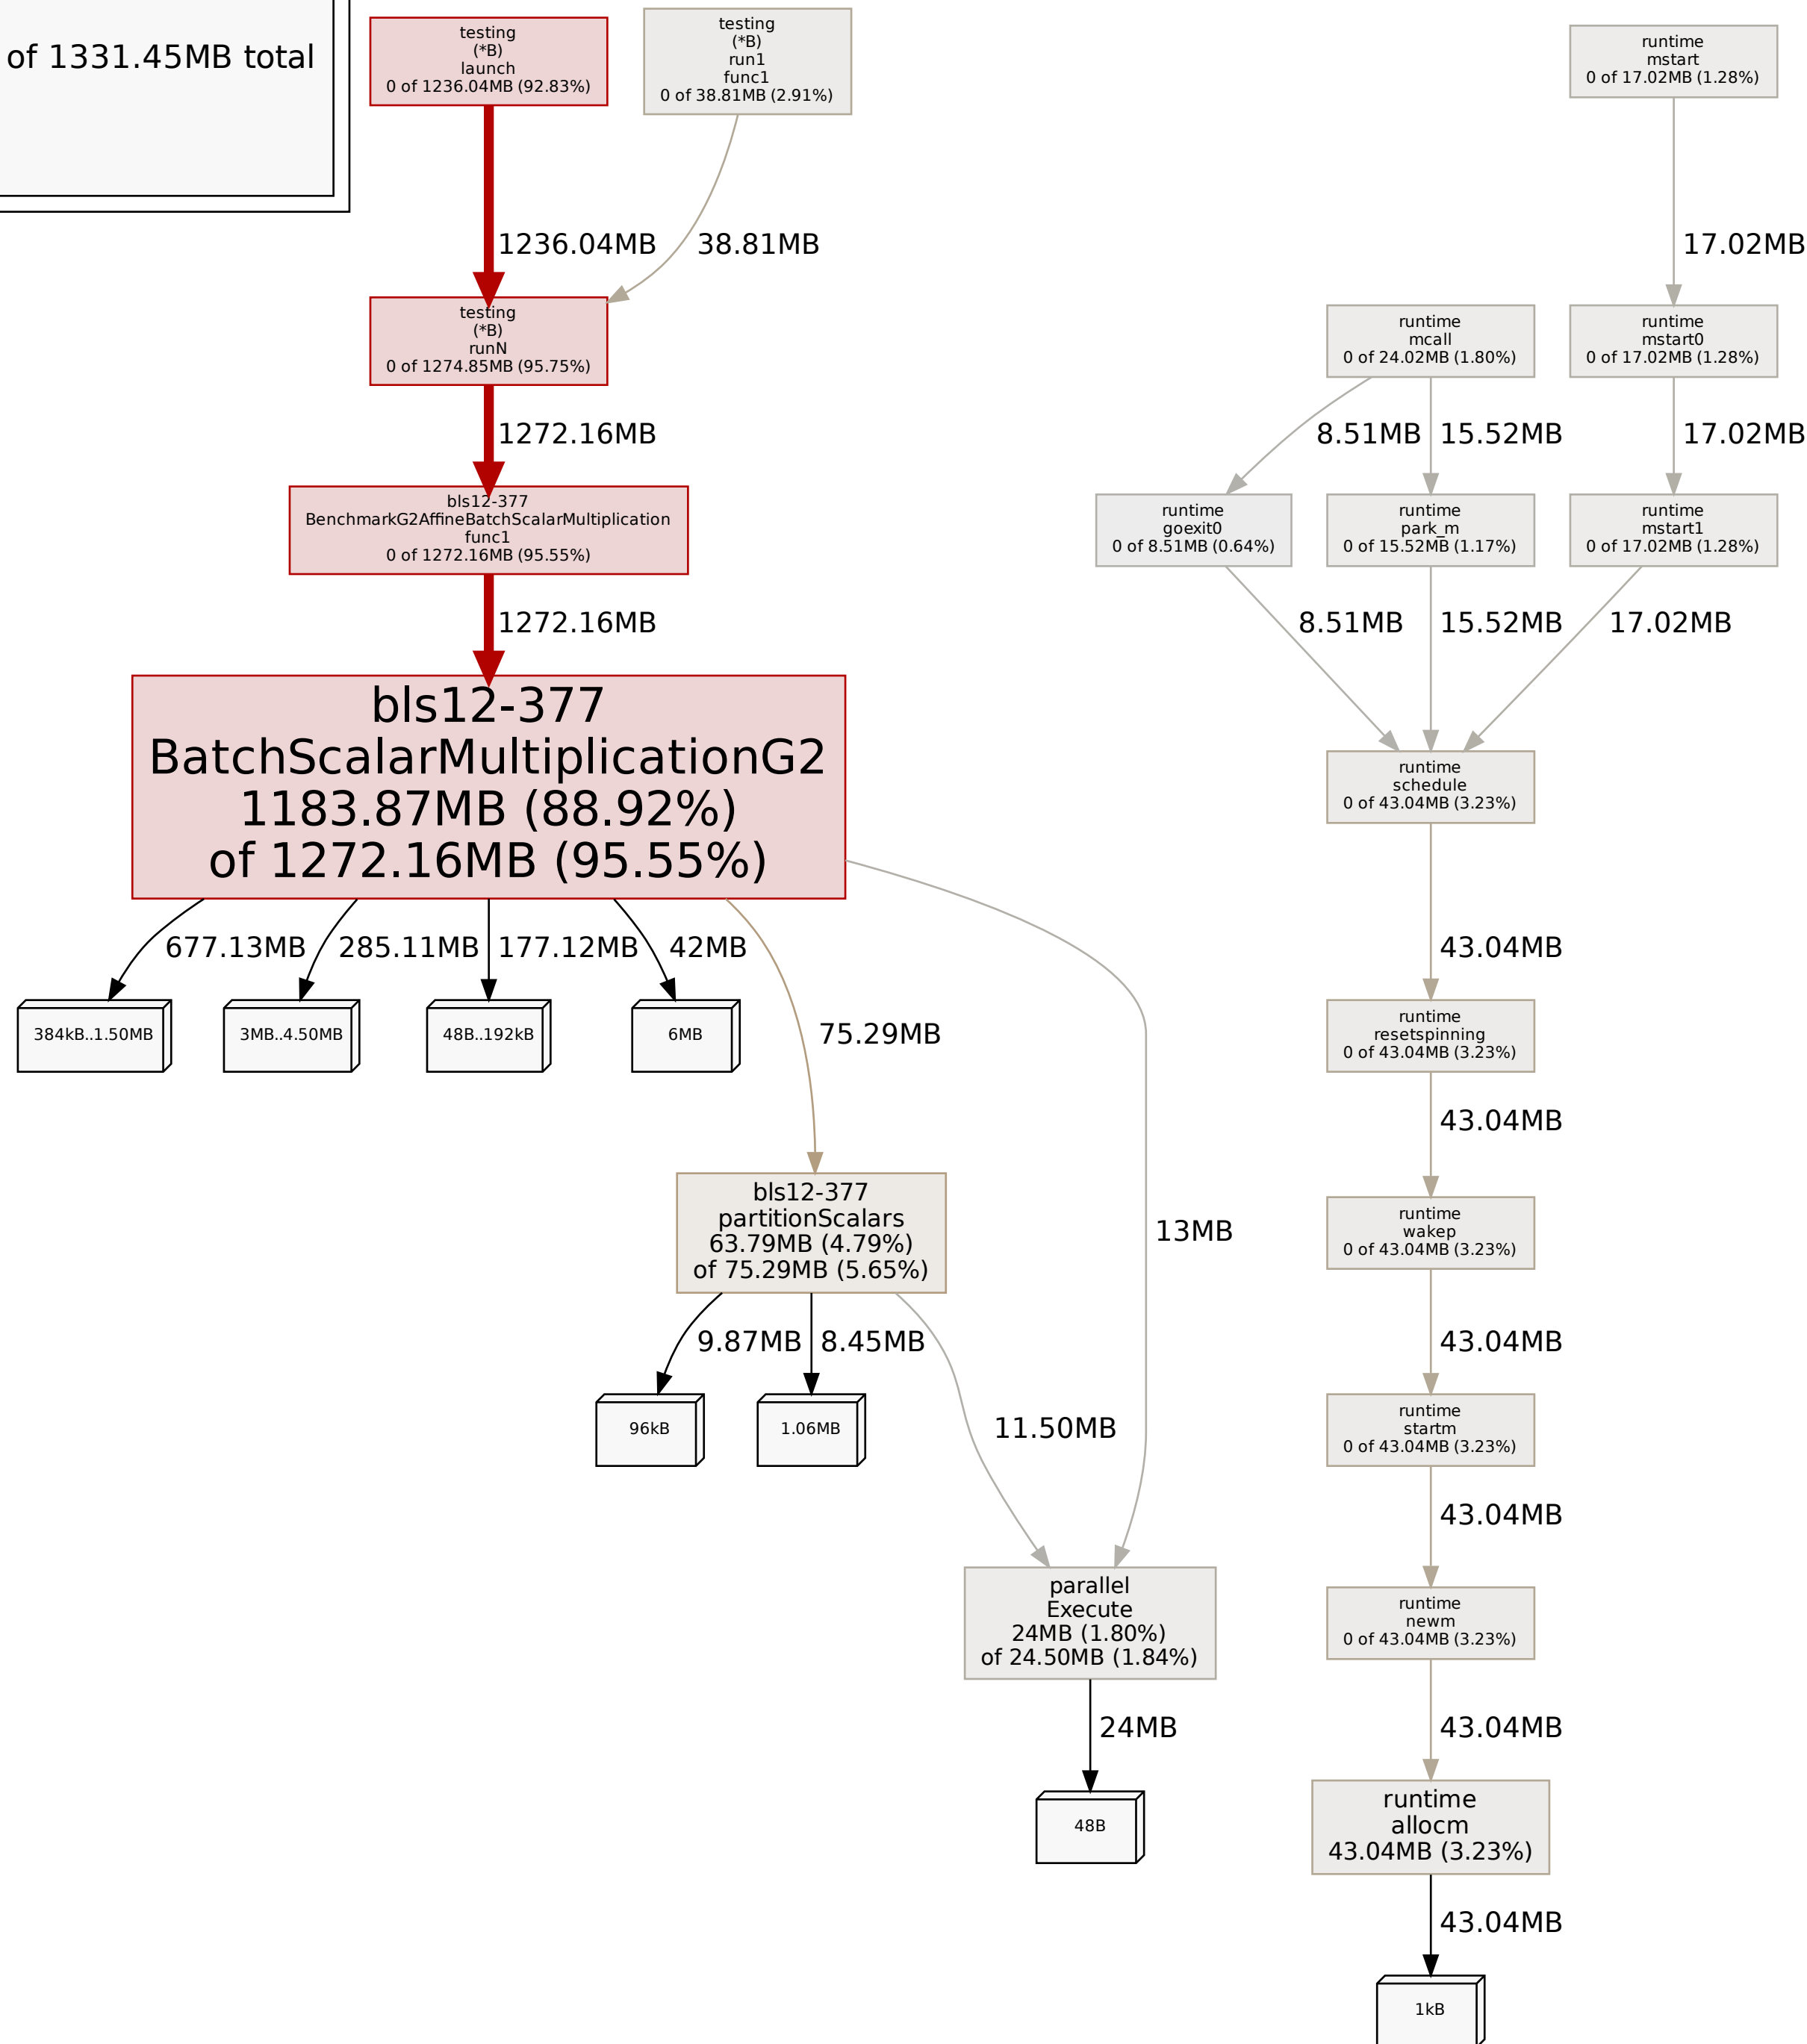 of 1331.45MB total
testing
(*B)
launch
0 of 1236.04MB (92.83%)
testing
(*B)
run1
func1
0 of 38.81MB (2.91%)
runtime
mstart
0 of 17.02MB (1.28%)
1236.04MB
38.81MB
17.02MB
testing
(*B)
runN
0 of 1274.85MB (95.75%)
runtime
mcall
0 of 24.02MB (1.80%)
runtime
mstart0
0 of 17.02MB (1.28%)
1272.16MB
8.51MB
15.52MB
17.02MB
bls12-377
BenchmarkG2AffineBatchScalarMultiplication
func1
0 of 1272.16MB (95.55%)
runtime
goexit0
0 of 8.51MB (0.64%)
runtime
park_m
0 of 15.52MB (1.17%)
runtime
mstart1
0 of 17.02MB (1.28%)
1272.16MB
8.51MB
15.52MB
17.02MB
bls12-377
BatchScalarMultiplicationG2
1183.87MB (88.92%)
of 1272.16MB (95.55%)
runtime
schedule
0 of 43.04MB (3.23%)
677.13MB
285.11MB
177.12MB
42MB
43.04MB
384kB..1.50MB
3MB..4.50MB
48B..192kB
6MB
75.29MB
runtime
resetspinning
0 of 43.04MB (3.23%)
43.04MB
bls12-377
partitionScalars
63.79MB (4.79%)
of 75.29MB (5.65%)
13MB
runtime
wakep
0 of 43.04MB (3.23%)
9.87MB
8.45MB
43.04MB
96kB
1.06MB
11.50MB
runtime
startm
0 of 43.04MB (3.23%)
43.04MB
parallel
Execute
24MB (1.80%)
of 24.50MB (1.84%)
runtime
newm
0 of 43.04MB (3.23%)
24MB
43.04MB
48B
runtime
allocm
43.04MB (3.23%)
43.04MB
1kB